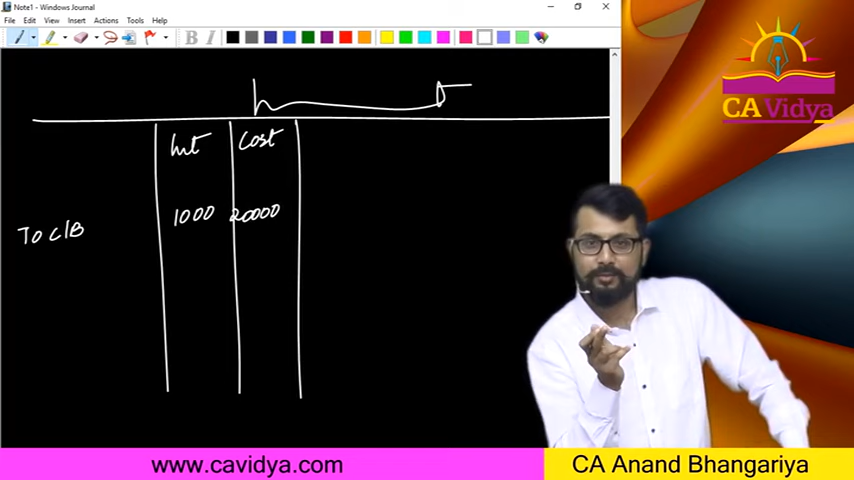 Note1 - Windows Journal
File Edit View Insert Actions Tools Help
B I
CA Vidya
Int Cost
1000 20000
To C/B
www.cavidya.com
CA Anand Bhangariya